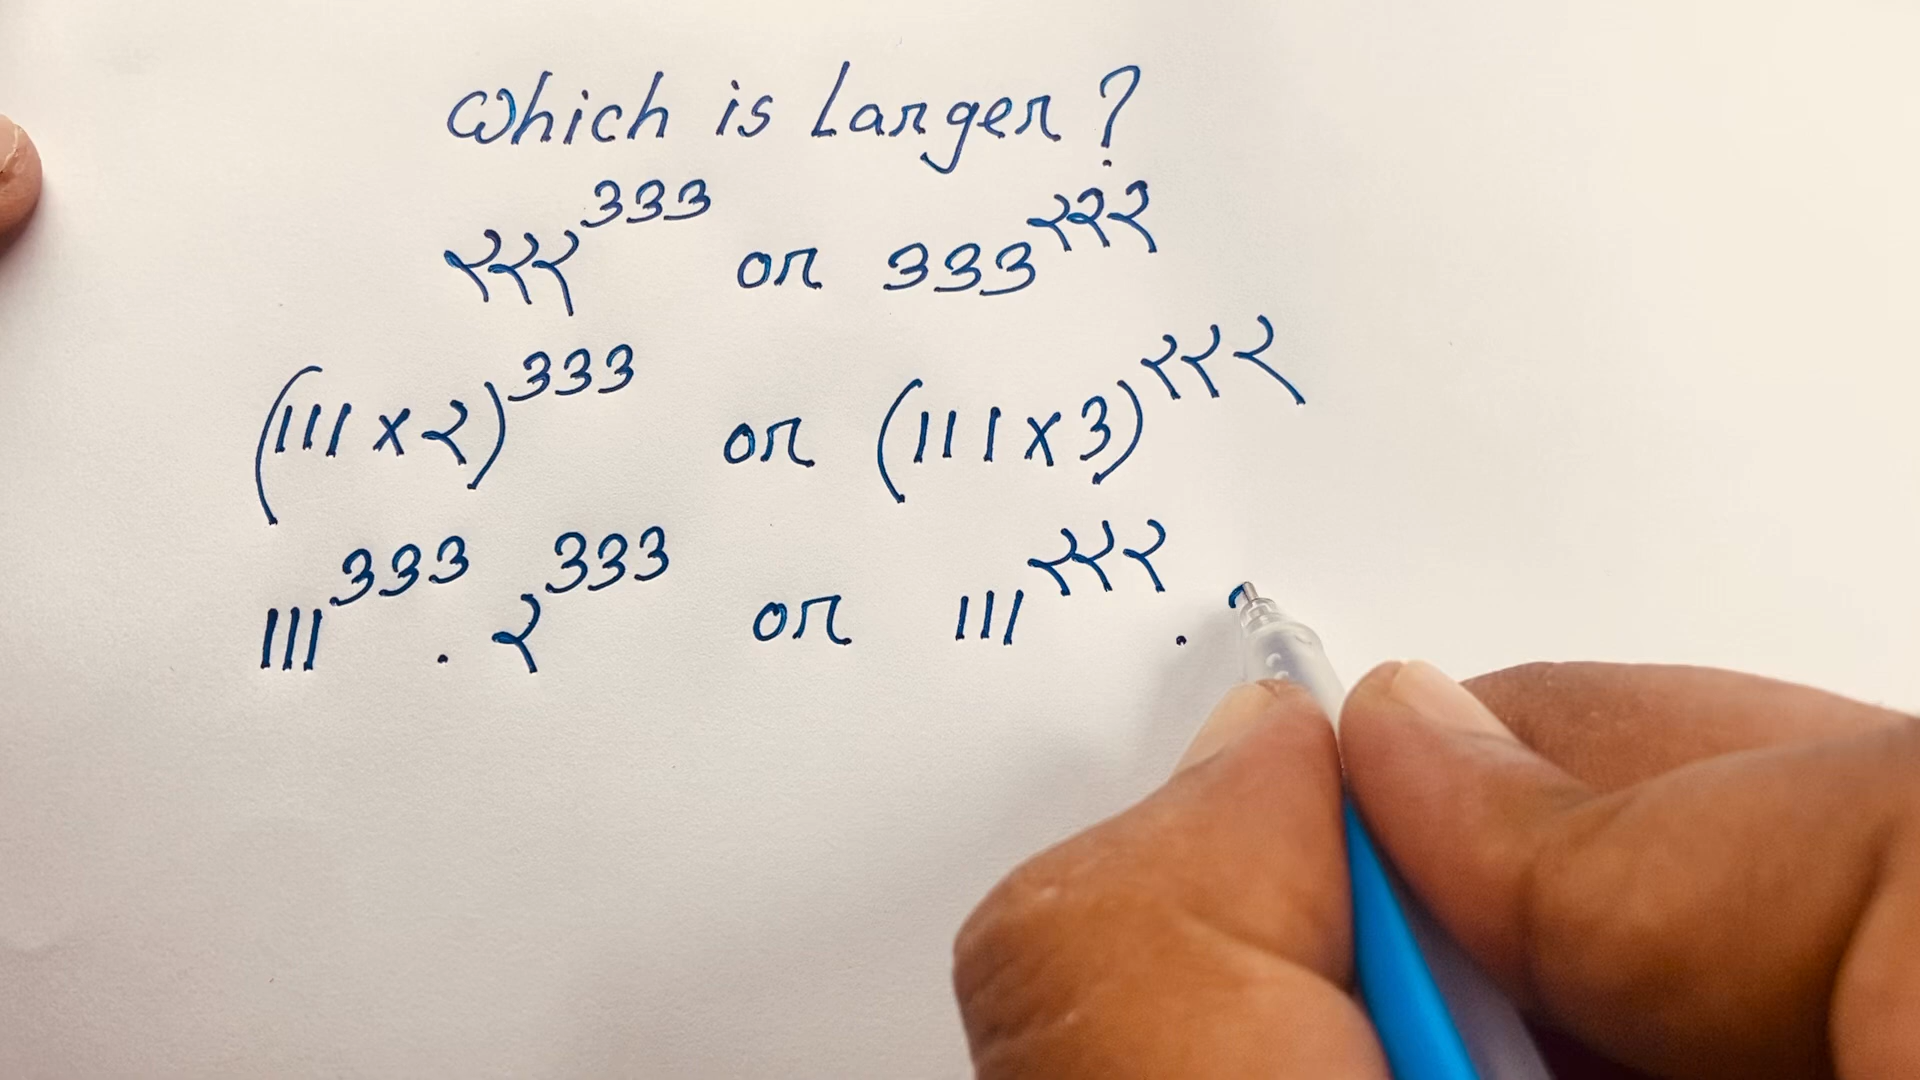 Which is Larger?
222^333 or 333^222
(111 x 2)^333 or (111 x 3)^222
111^333 . 2^333 or 111^222 .